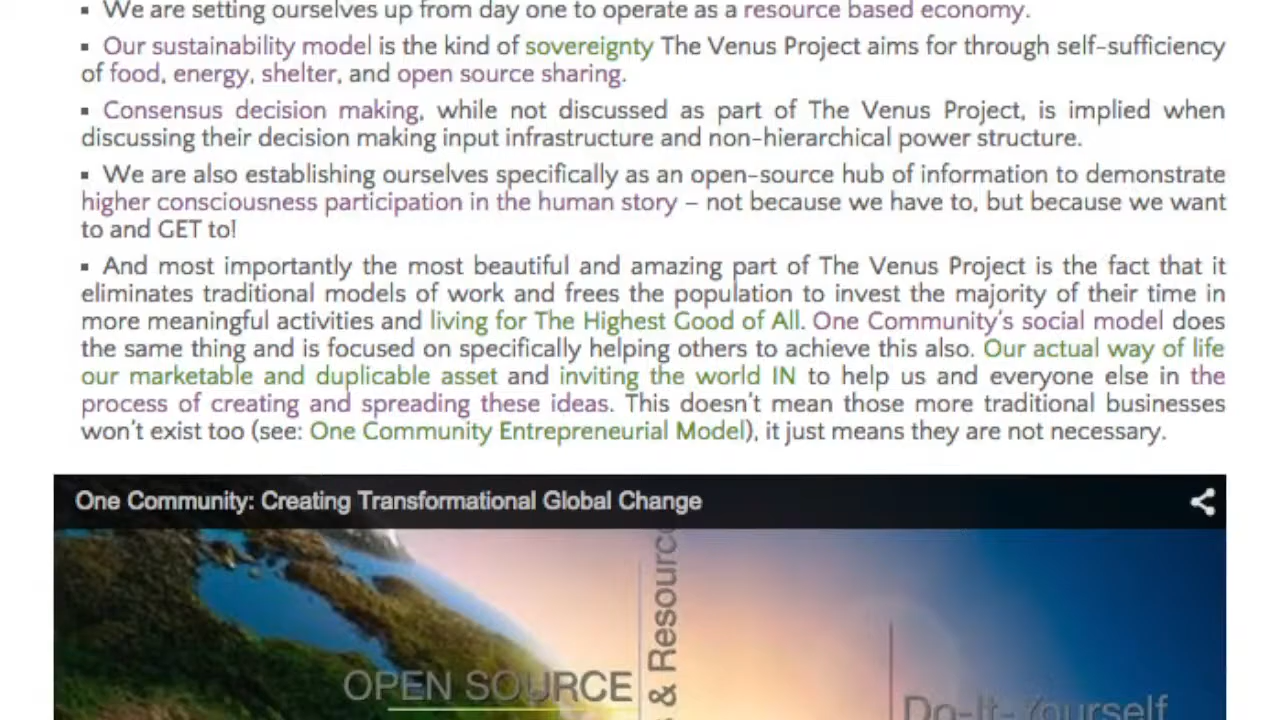 ▪ We are setting ourselves up from day one to operate as a resource based economy.
▪ Our sustainability model is the kind of sovereignty The Venus Project aims for through self-sufficiency
of food, energy, shelter, and open source sharing.
▪ Consensus decision making, while not discussed as part of The Venus Project, is implied when
discussing their decision making input infrastructure and non-hierarchical power structure.
▪ We are also establishing ourselves specifically as an open-source hub of information to demonstrate
higher consciousness participation in the human story – not because we have to, but because we want
to and GET to!
▪ And most importantly the most beautiful and amazing part of The Venus Project is the fact that it
eliminates traditional models of work and frees the population to invest the majority of their time in
more meaningful activities and living for The Highest Good of All. One Community's social model does
the same thing and is focused on specifically helping others to achieve this also. Our actual way of life
our marketable and duplicable asset and inviting the world IN to help us and everyone else in the
process of creating and spreading these ideas. This doesn't mean those more traditional businesses
won't exist too (see: One Community Entrepreneurial Model), it just means they are not necessary.
One Community: Creating Transformational Global Change
OPEN SOURCE
&
Do-It-Yourself